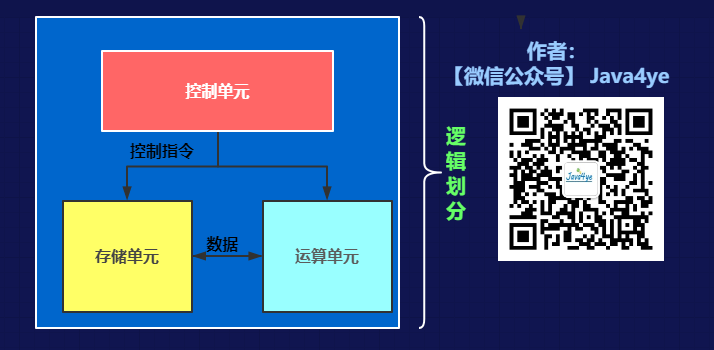 控制单元
控制指令
存储单元
数据
运算单元
逻
辑
划
分
作者：
【微信公众号】 Java4ye
Java4ye